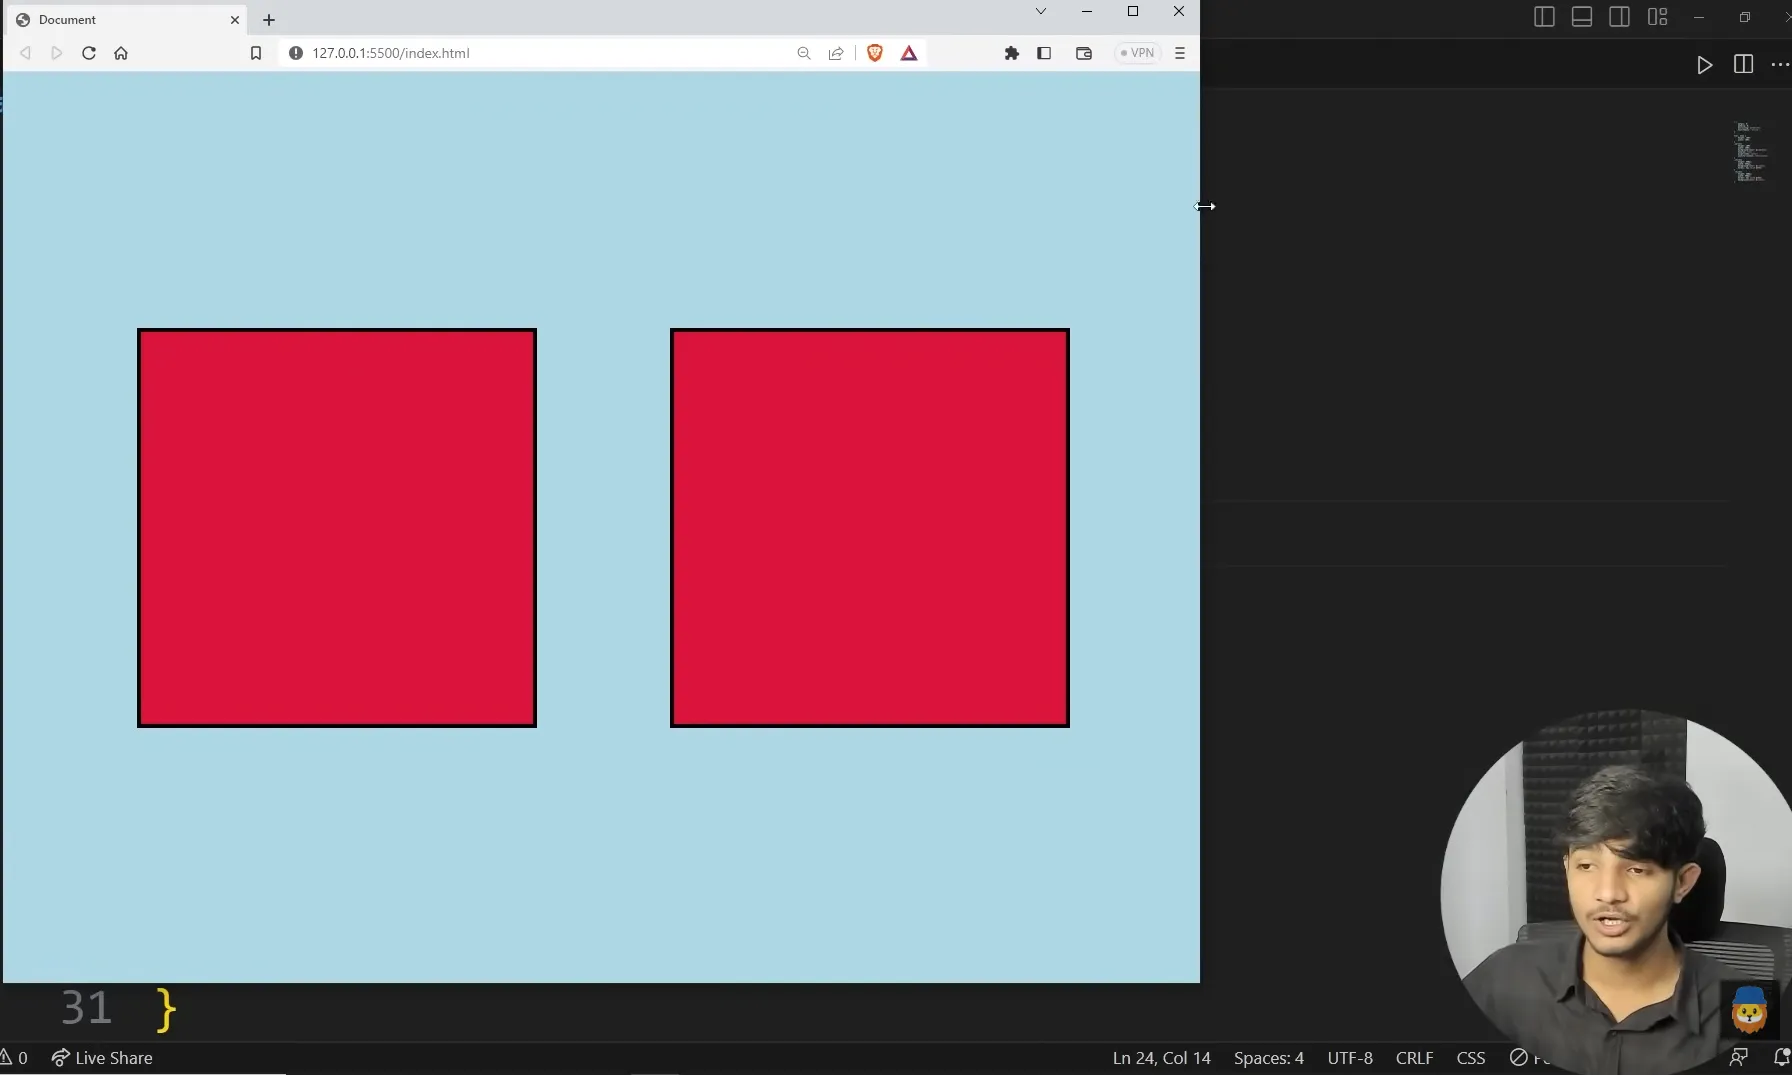 Document
127.0.0.1:5500/index.html
VPN
31 }
0 Live Share
Ln 24, Col 14 Spaces: 4 UTF-8 CRLF CSS